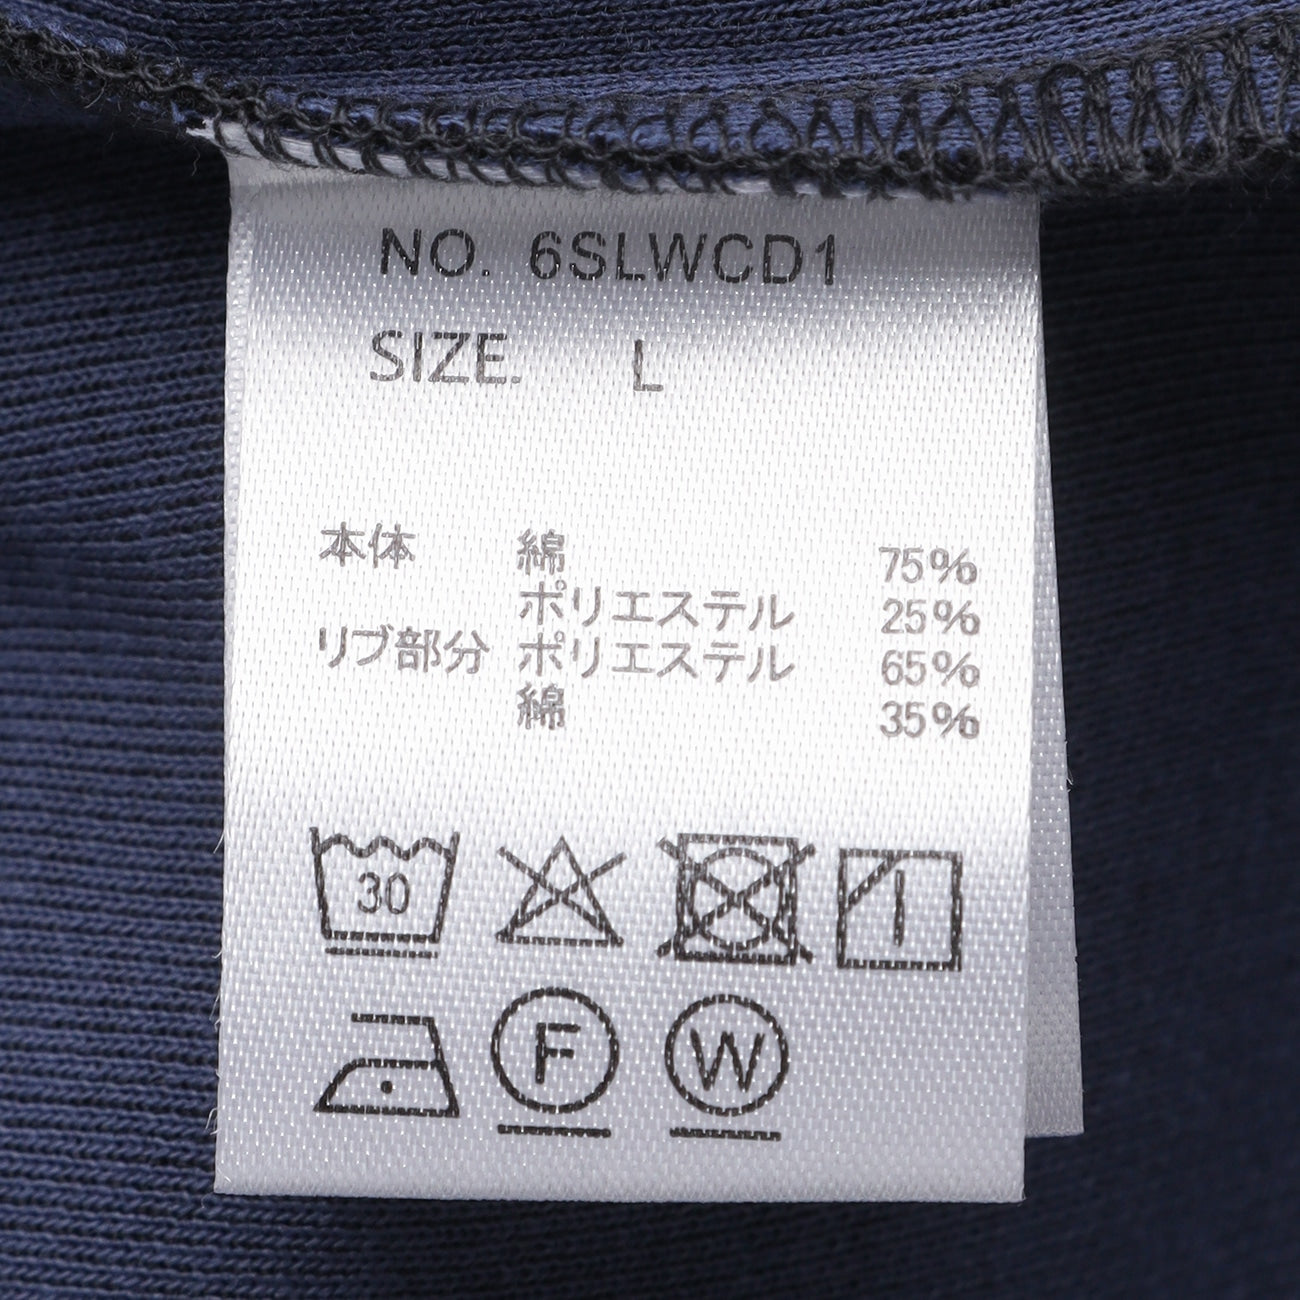 NO. 6SLWCD1
SIZE. L
本体 綿 75%
ポリエステル 25%
リブ部分 ポリエステル 65%
綿 35%
30
F W